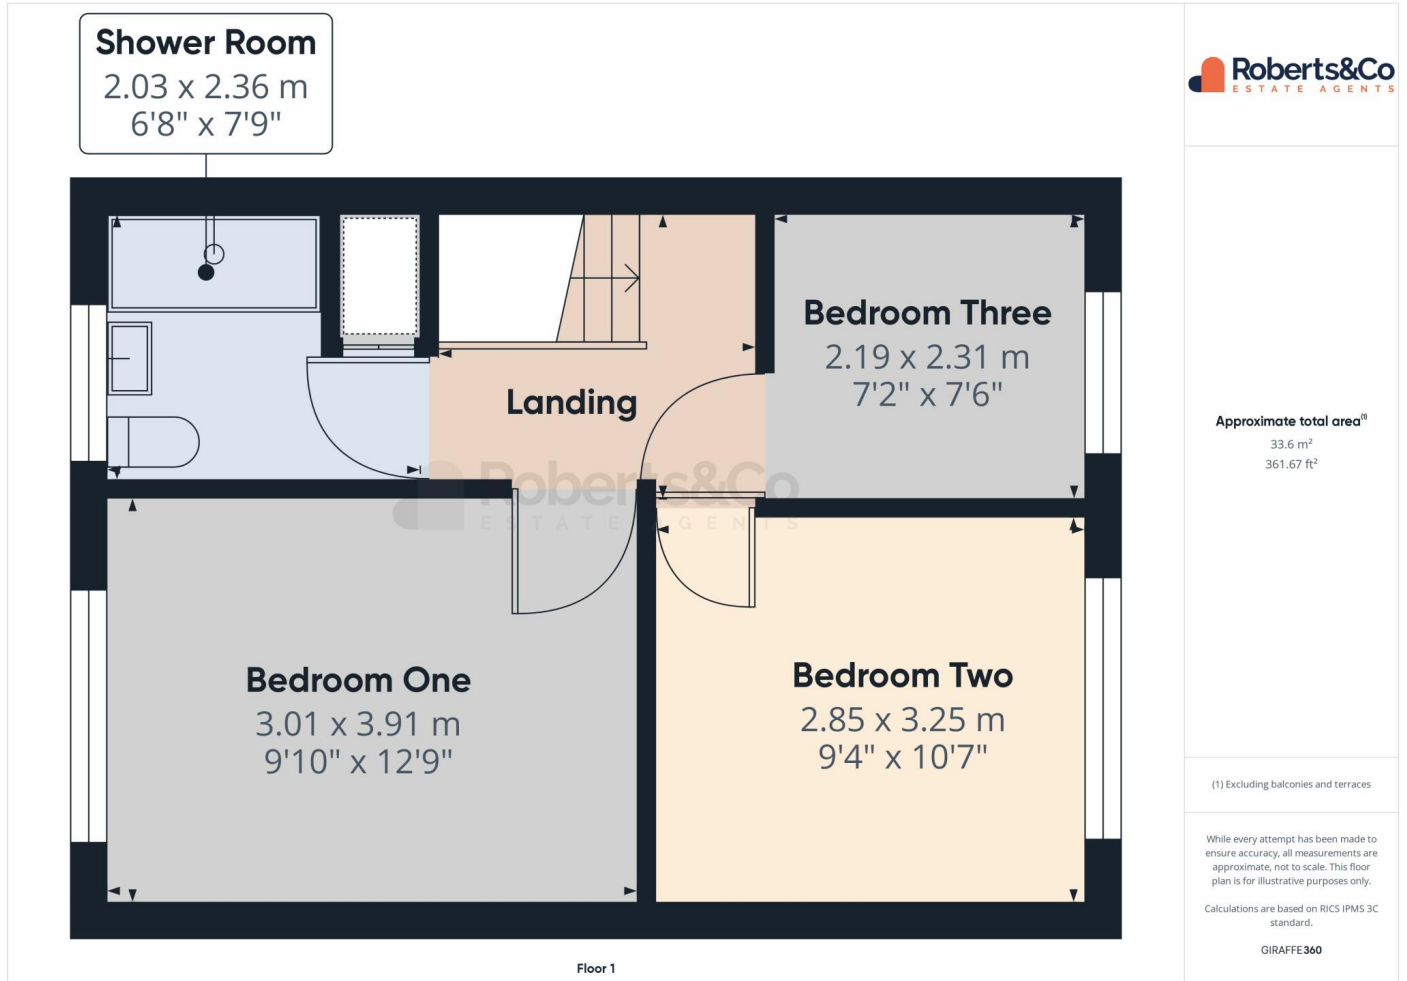 Shower Room
2.03 x 2.36 m
6'8" x 7'9"
Roberts&Co
ESTATE AGENTS
Bedroom Three
2.19 x 2.31 m
7'2" x 7'6"
Landing
Roberts&Co
ESTATE AGENTS
Bedroom One
3.01 x 3.91 m
9'10" x 12'9"
Bedroom Two
2.85 x 3.25 m
9'4" x 10'7"
Floor 1
Approximate total area(1)
33.6 m²
361.67 ft²
(1) Excluding balconies and terraces
While every attempt has been made to
ensure accuracy, all measurements are
approximate, not to scale. This floor
plan is for illustrative purposes only.
Calculations are based on RICS IPMS 3C
standard.
GIRAFFE360